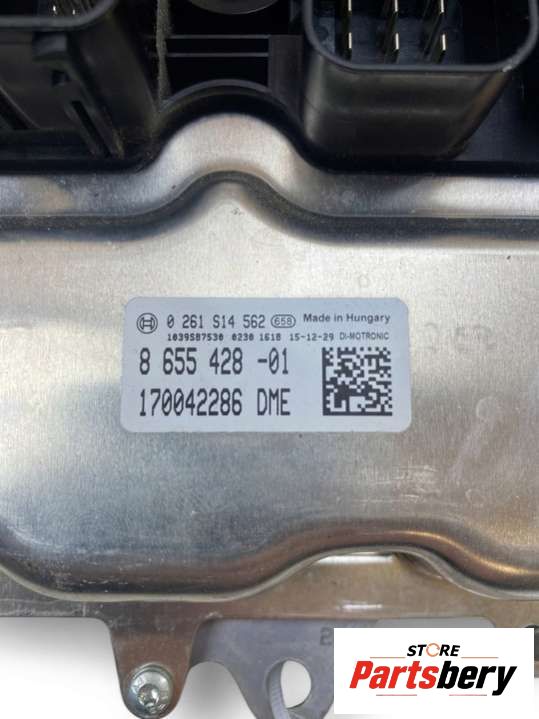 0 261 S14 562 658 Made in Hungary
1039S87530 0230 1618 15-12-29 DI-MOTRONIC
8 655 428 -01
170042286 DME
STORE
Partsbery